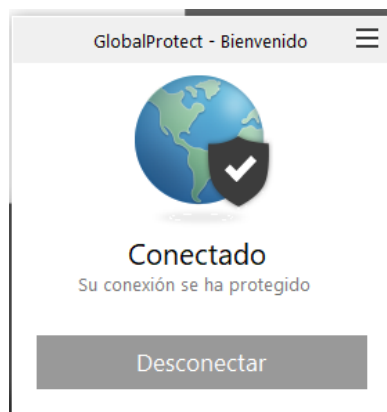 GlobalProtect - Bienvenido
Conectado
Su conexión se ha protegido
Desconectar